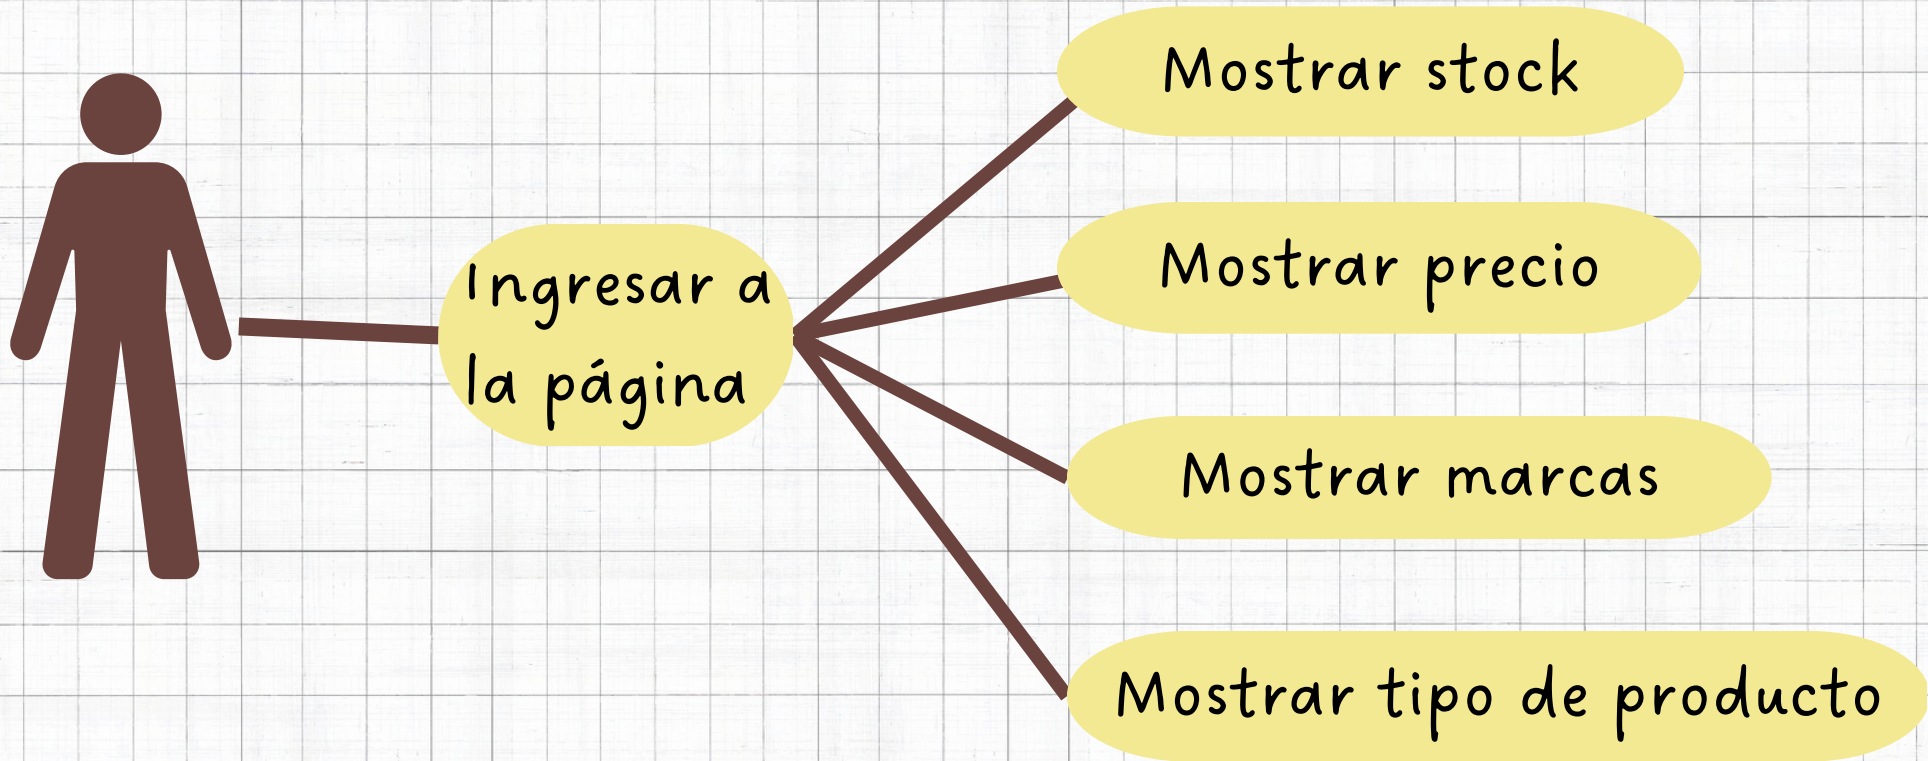 Mostrar stock
Mostrar precio
Ingresar a
la página
Mostrar marcas
Mostrar tipo de producto